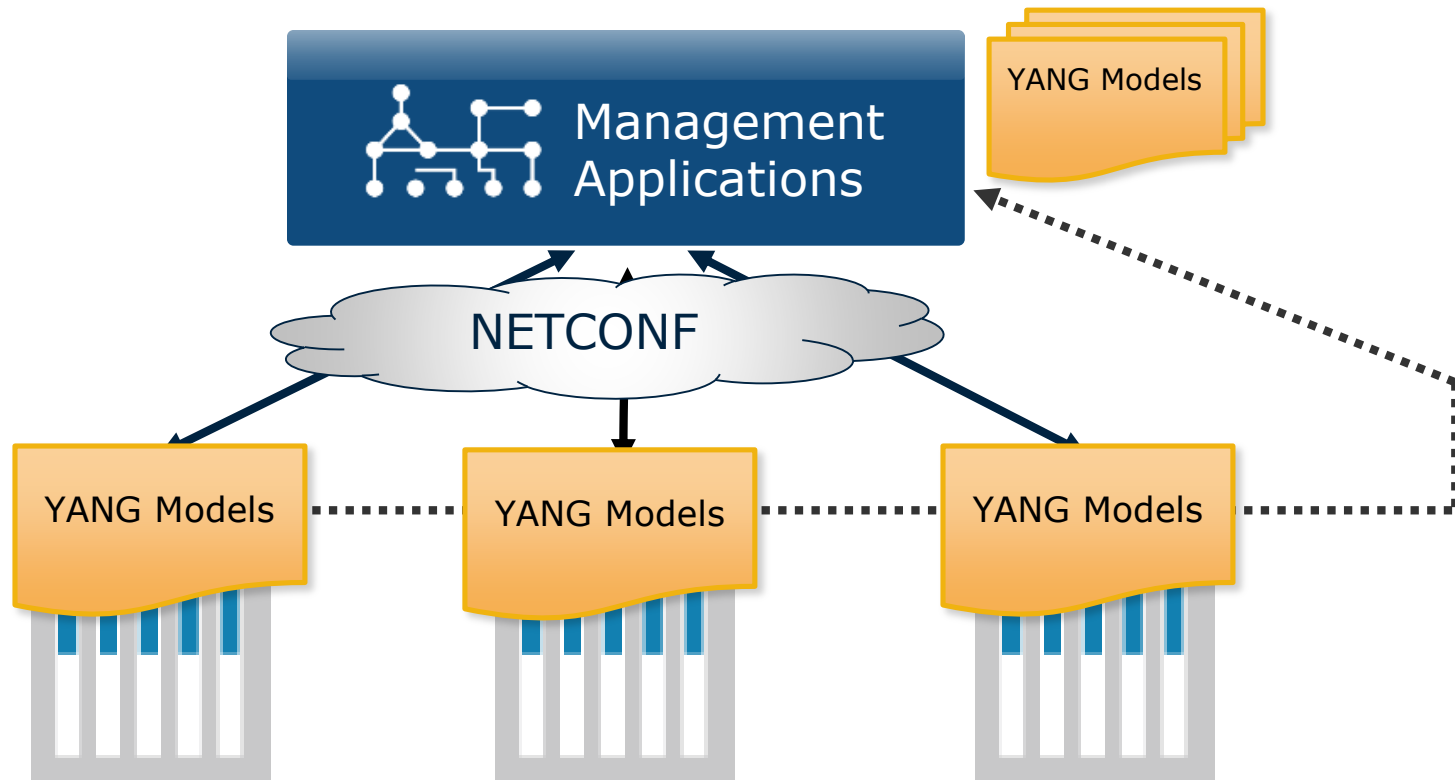 YANG Models
Management
Applications
NETCONF
YANG Models
YANG Models
YANG Models